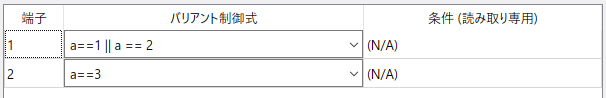 端子 バリアント制御式 条件 (読み取り専用)
1 a==1 || a == 2 (N/A)
2 a==3 (N/A)